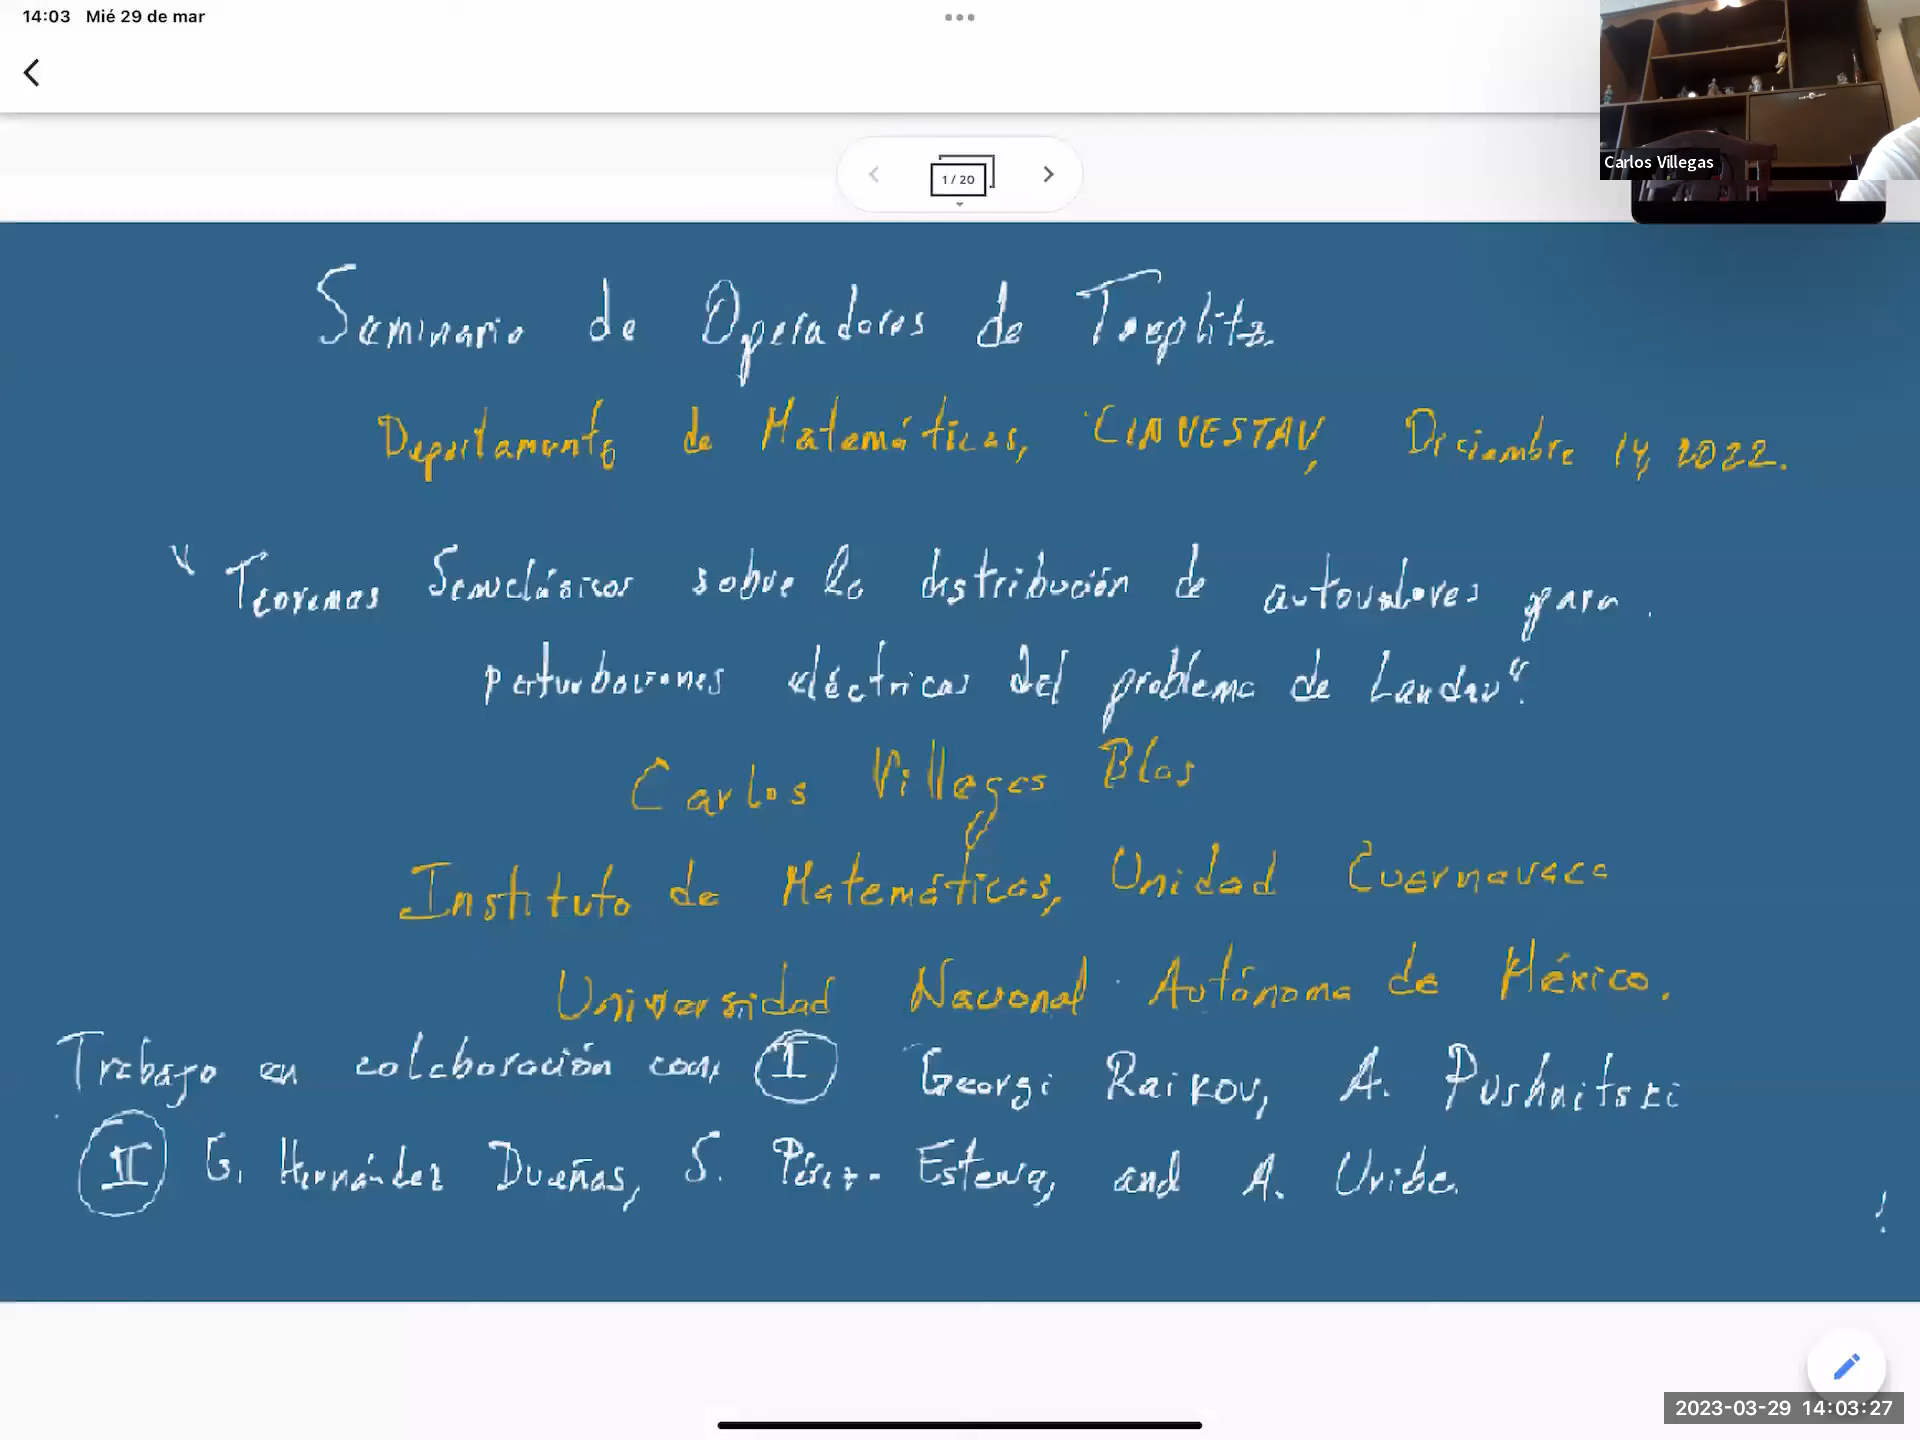 14:03 Mié 29 de mar
Carlos Villegas
1 / 20
Seminario de Operadores de Toeplitz.
Departamento de Matemáticas, CINVESTAV, Diciembre 14, 2022.
"Teoremas Semiclásicos sobre la distribución de autovalores para
perturbaciones eléctricas del problema de Landau".
Carlos Villegas Blas
Instituto de Matemáticas, Unidad Cuernavaca
Universidad Nacional Autónoma de México.
Trabajo en colaboración con, I Georgi Raikov, A. Pushnitski
II G. Hernández Dueñas, S. Pérez-Esteva, and A. Uribe.
2023-03-29 14:03:27